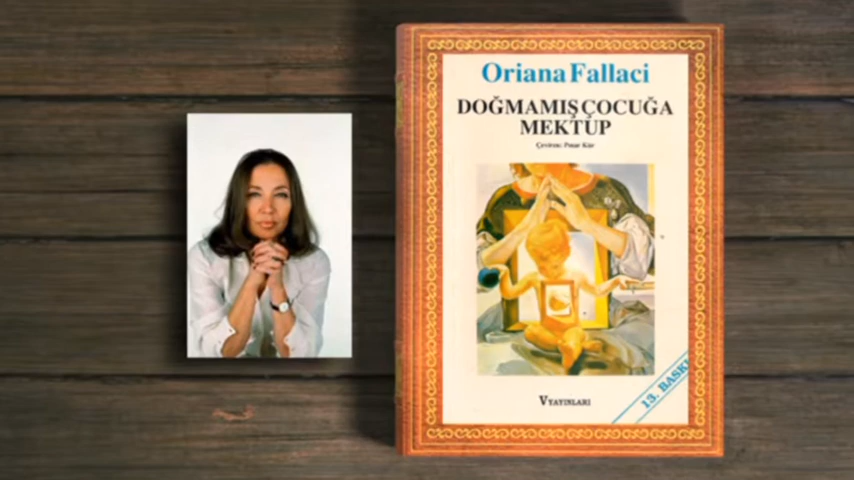 Oriana Fallaci
DOĞMAMIŞ ÇOCUĞA
MEKTUP
Çeviren: Pınar Kür
13. BASKI
V YAYINLARI